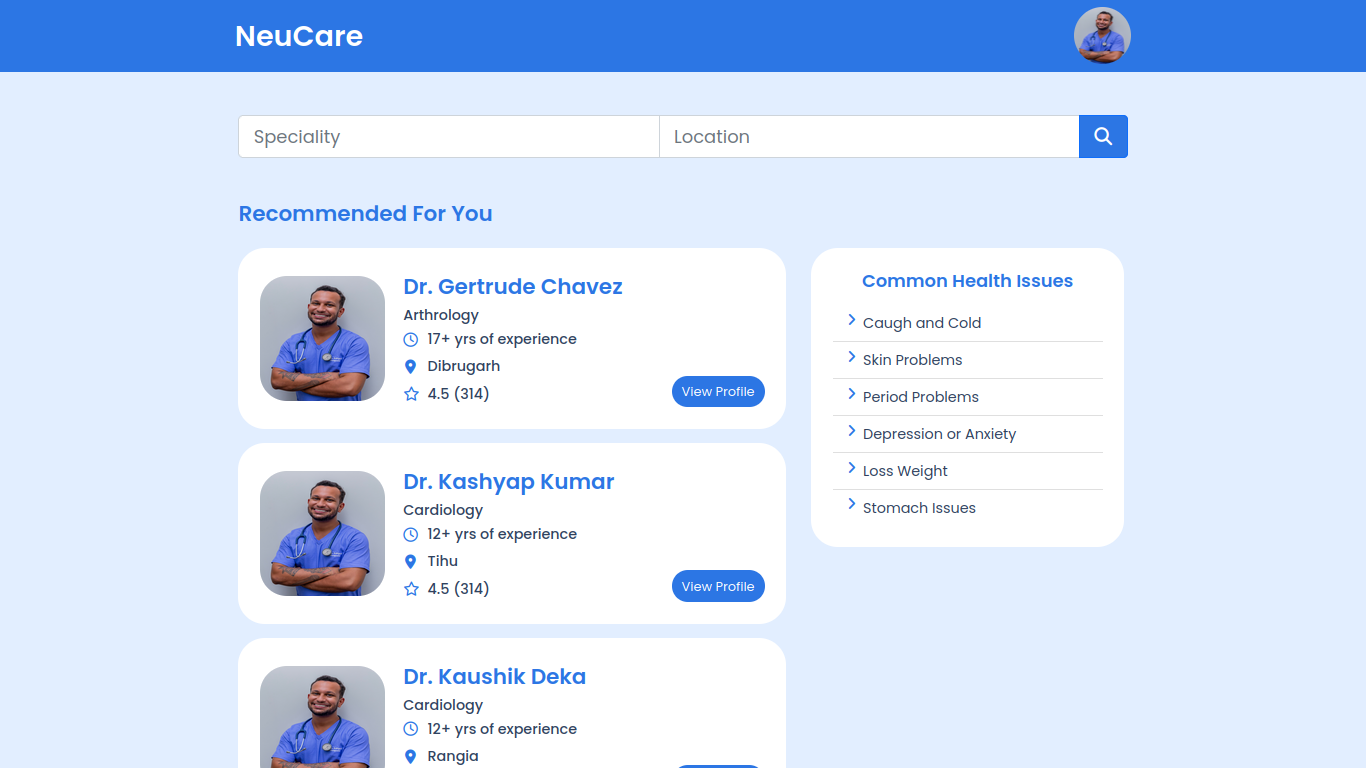 NeuCare
Speciality
Location
Recommended For You
Dr. Gertrude Chavez
Arthrology
17+ yrs of experience
Dibrugarh
4.5 (314)
View Profile
Dr. Kashyap Kumar
Cardiology
12+ yrs of experience
Tihu
4.5 (314)
View Profile
Dr. Kaushik Deka
Cardiology
12+ yrs of experience
Rangia
Common Health Issues
Caugh and Cold
Skin Problems
Period Problems
Depression or Anxiety
Loss Weight
Stomach Issues